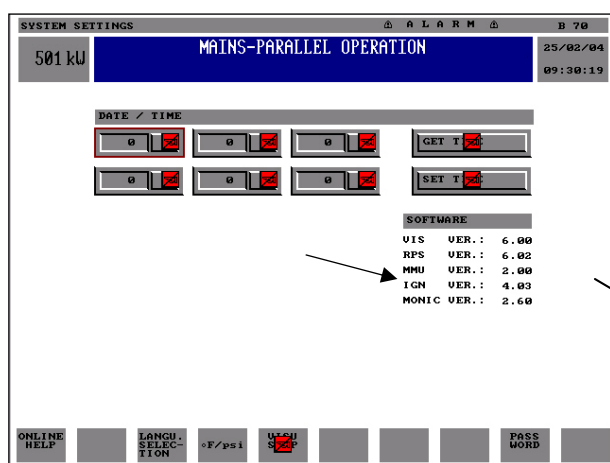 SYSTEM SETTINGS
A L A R M
B 70
501 kW
MAINS-PARALLEL OPERATION
25/02/04
09:30:19
DATE / TIME
0 0 0
GET
0 0 0
SET
SOFTWARE
VIS VER.: 6.00
RPS VER.: 6.02
MMU VER.: 2.00
IGN VER.: 4.03
MONIC VER.: 2.60
ONLINE
HELP
LANGU.
SELEC-
TION
°F/psi
PASS
WORD